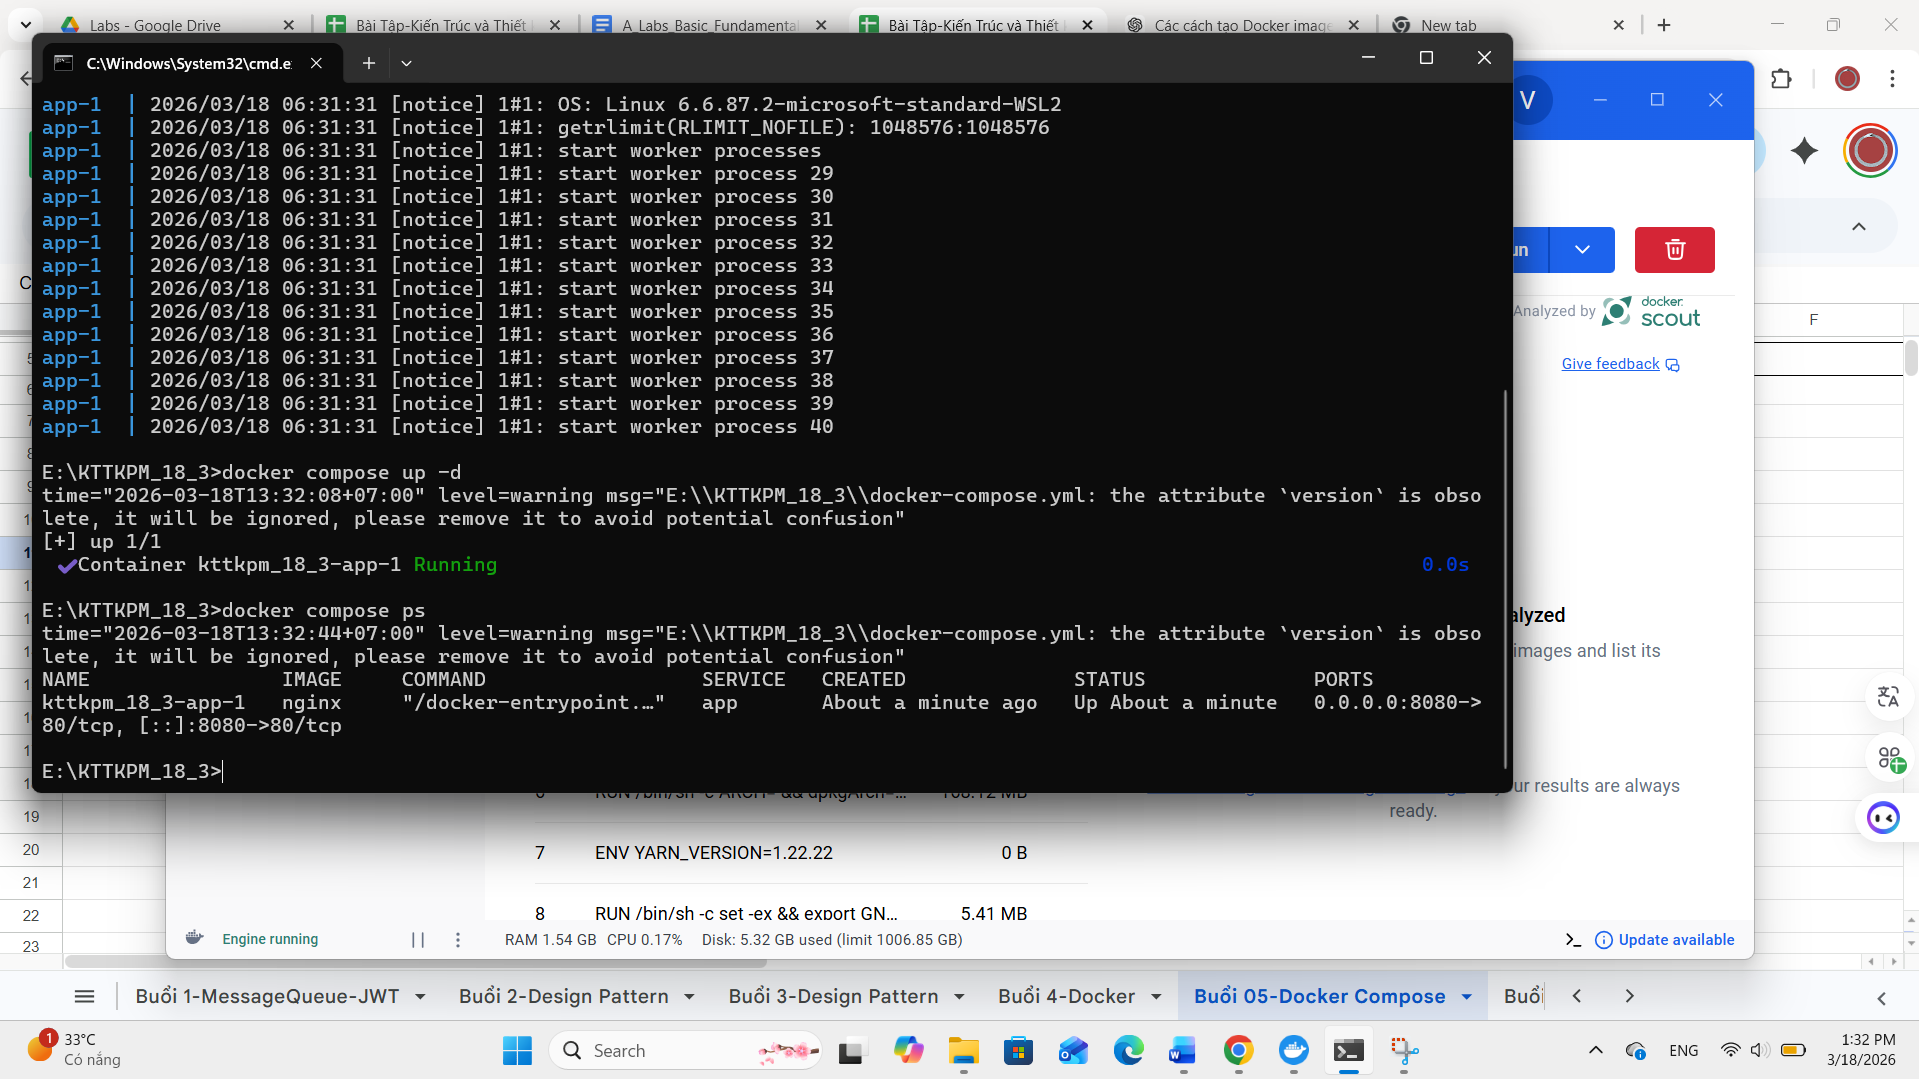 Labs - Google Drive
Bài Tập-Kiến Trúc và Thiết
A_Labs_Basic_Fundamenta
Bài Tập-Kiến Trúc và Thiết
Các cách tạo Docker image
New tab
C:\Windows\System32\cmd.e
app-1  | 2026/03/18 06:31:31 [notice] 1#1: OS: Linux 6.6.87.2-microsoft-standard-WSL2
app-1  | 2026/03/18 06:31:31 [notice] 1#1: getrlimit(RLIMIT_NOFILE): 1048576:1048576
app-1  | 2026/03/18 06:31:31 [notice] 1#1: start worker processes
app-1  | 2026/03/18 06:31:31 [notice] 1#1: start worker process 29
app-1  | 2026/03/18 06:31:31 [notice] 1#1: start worker process 30
app-1  | 2026/03/18 06:31:31 [notice] 1#1: start worker process 31
app-1  | 2026/03/18 06:31:31 [notice] 1#1: start worker process 32
app-1  | 2026/03/18 06:31:31 [notice] 1#1: start worker process 33
app-1  | 2026/03/18 06:31:31 [notice] 1#1: start worker process 34
app-1  | 2026/03/18 06:31:31 [notice] 1#1: start worker process 35
app-1  | 2026/03/18 06:31:31 [notice] 1#1: start worker process 36
app-1  | 2026/03/18 06:31:31 [notice] 1#1: start worker process 37
app-1  | 2026/03/18 06:31:31 [notice] 1#1: start worker process 38
app-1  | 2026/03/18 06:31:31 [notice] 1#1: start worker process 39
app-1  | 2026/03/18 06:31:31 [notice] 1#1: start worker process 40
E:\KTTKPM_18_3>docker compose up -d
time="2026-03-18T13:32:08+07:00" level=warning msg="E:\\KTTKPM_18_3\\docker-compose.yml: the attribute `version` is obso
lete, it will be ignored, please remove it to avoid potential confusion"
[+] up 1/1
Container kttkpm_18_3-app-1 Running 0.0s
E:\KTTKPM_18_3>docker compose ps
time="2026-03-18T13:32:44+07:00" level=warning msg="E:\\KTTKPM_18_3\\docker-compose.yml: the attribute `version` is obso
lete, it will be ignored, please remove it to avoid potential confusion"
NAME IMAGE COMMAND SERVICE CREATED STATUS PORTS
kttkpm_18_3-app-1 nginx "/docker-entrypoint.…" app About a minute ago Up About a minute 0.0.0.0:8080->
80/tcp, [::]:8080->80/tcp
E:\KTTKPM_18_3>
V
un
Analyzed by docker scout
Give feedback
F
alyzed
images and list its
ur results are always
ready.
7 ENV YARN_VERSION=1.22.22 0 B
8 RUN /bin/sh -c set -ex && export GN... 5.41 MB
19
20
21
22
23
Engine running
RAM 1.54 GB CPU 0.17% Disk: 5.32 GB used (limit 1006.85 GB)
Update available
Buổi 1-MessageQueue-JWT
Buổi 2-Design Pattern
Buổi 3-Design Pattern
Buổi 4-Docker
Buổi 05-Docker Compose
Buổi
1
33°C
Có nắng
Search
ENG
1:32 PM
3/18/2026